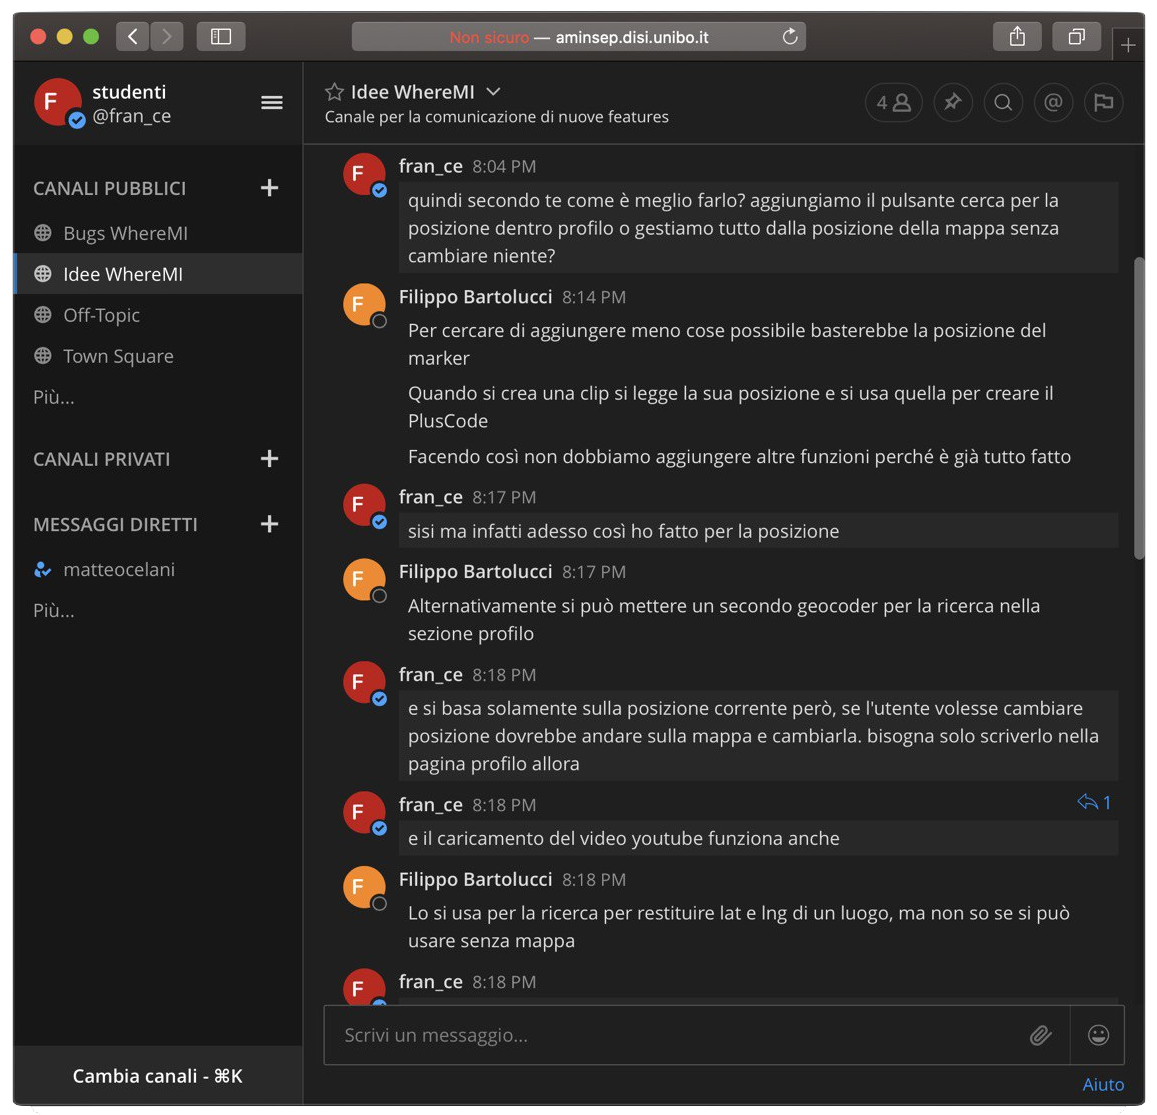 Non sicuro — aminsep.disi.unibo.it
F
studenti
@fran_ce
Idee WhereMI
Canale per la comunicazione di nuove features
4
@
CANALI PUBBLICI
Bugs WhereMI
Idee WhereMI
Off-Topic
Town Square
Più...
CANALI PRIVATI
MESSAGGI DIRETTI
matteocelani
Più...
Cambia canali - ⌘K
F
fran_ce 8:04 PM
quindi secondo te come è meglio farlo? aggiungiamo il pulsante cerca per la
posizione dentro profilo o gestiamo tutto dalla posizione della mappa senza
cambiare niente?
F
Filippo Bartolucci 8:14 PM
Per cercare di aggiungere meno cose possibile basterebbe la posizione del
marker
Quando si crea una clip si legge la sua posizione e si usa quella per creare il
PlusCode
Facendo così non dobbiamo aggiungere altre funzioni perché è già tutto fatto
F
fran_ce 8:17 PM
sisi ma infatti adesso così ho fatto per la posizione
F
Filippo Bartolucci 8:17 PM
Alternativamente si può mettere un secondo geocoder per la ricerca nella
sezione profilo
F
fran_ce 8:18 PM
e si basa solamente sulla posizione corrente però, se l'utente volesse cambiare
posizione dovrebbe andare sulla mappa e cambiarla. bisogna solo scriverlo nella
pagina profilo allora
F
fran_ce 8:18 PM
1
e il caricamento del video youtube funziona anche
F
Filippo Bartolucci 8:18 PM
Lo si usa per la ricerca per restituire lat e lng di un luogo, ma non so se si può
usare senza mappa
F
fran_ce 8:18 PM
Scrivi un messaggio...
Aiuto